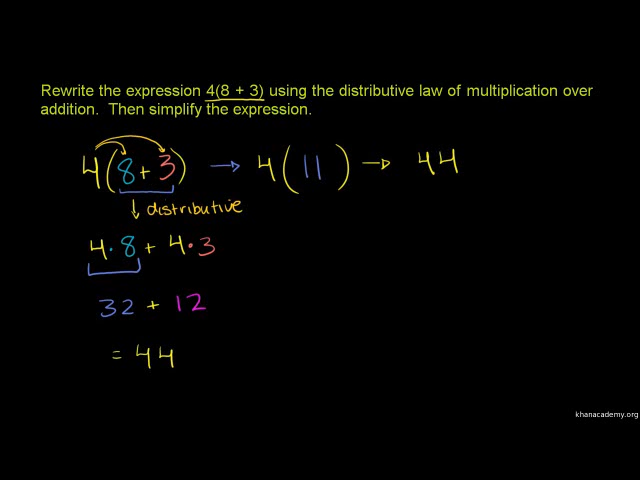 Rewrite the expression 4(8 + 3) using the distributive law of multiplication over
addition. Then simplify the expression.
4(8+3) → 4(11) → 44
↓ distributive
4·8 + 4·3
32 + 12
= 44
khanacademy.org